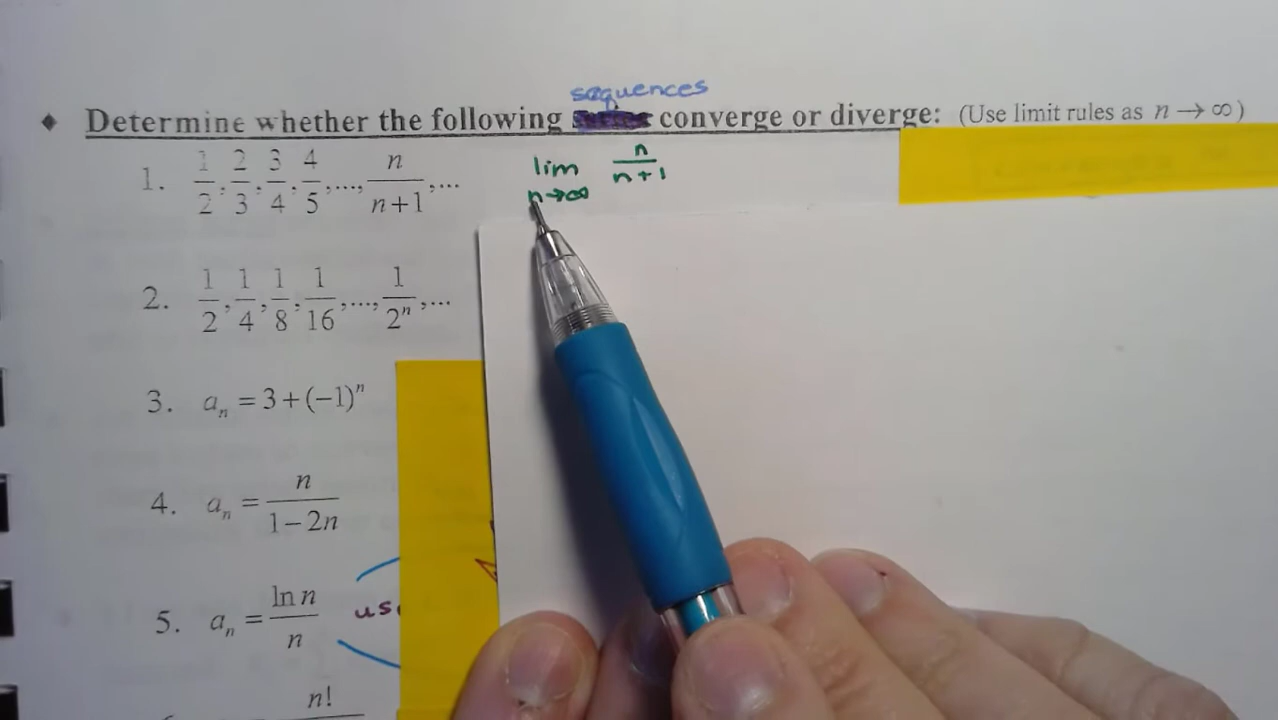 sequences
◆ Determine whether the following converge or diverge: (Use limit rules as n → ∞)
1. 1/2, 2/3, 3/4, 4/5, ..., n/(n+1), ... lim n→∞ n/(n+1)
2. 1/2, 1/4, 1/8, 1/16, ..., 1/2ⁿ, ...
3. aₙ = 3 + (−1)ⁿ
4. aₙ = n/(1−2n)
5. aₙ = ln n/n
n!